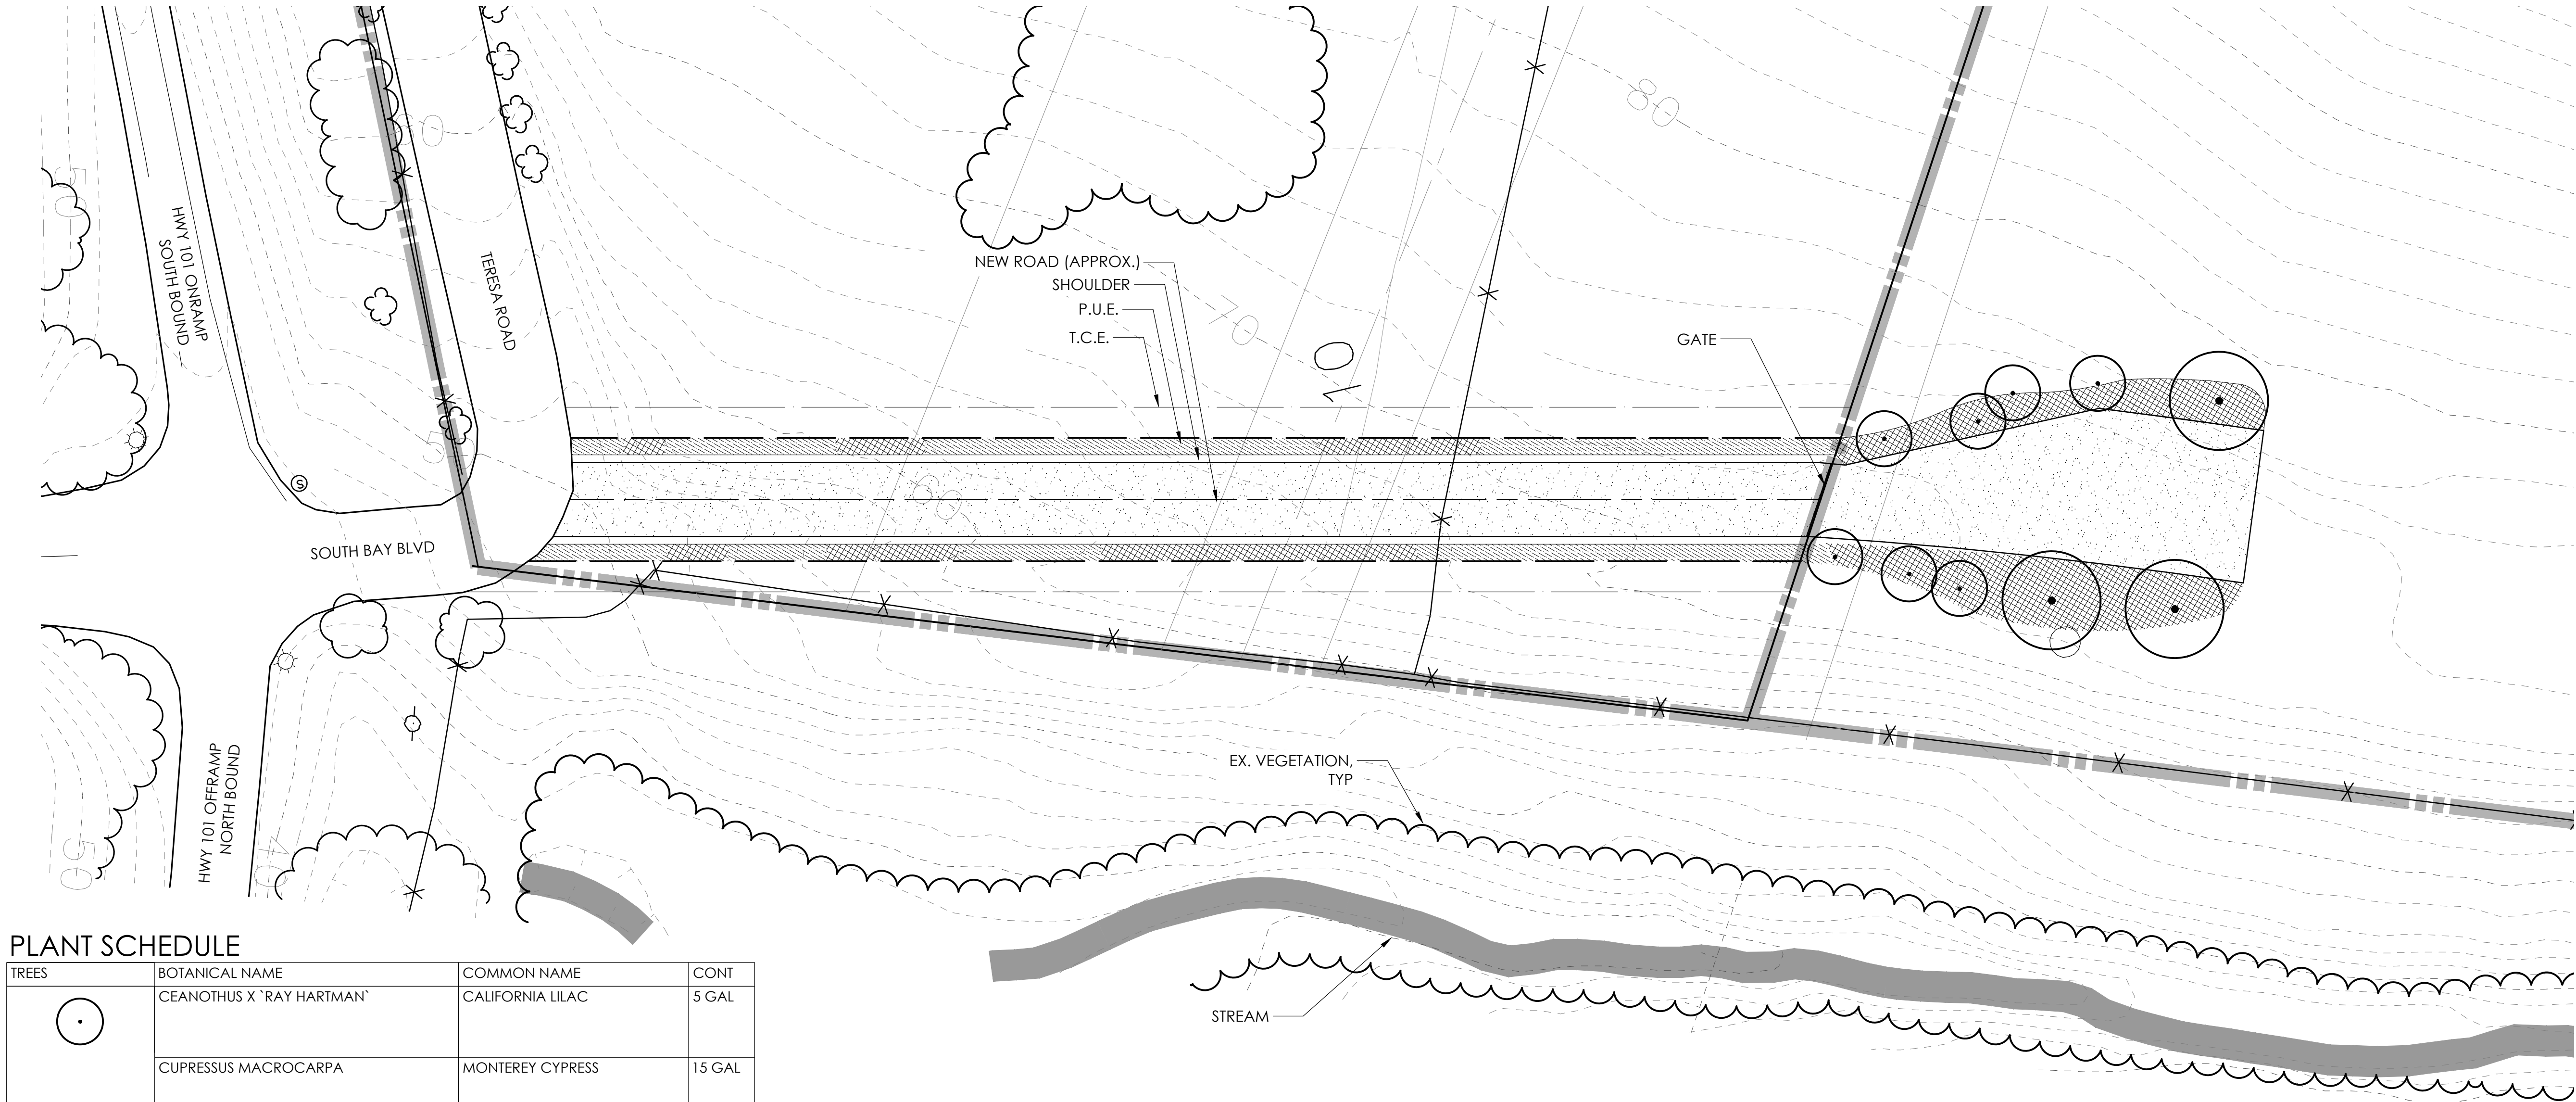 80
60
50
HWY 101 ONRAMP
SOUTH BOUND
TERESA ROAD
NEW ROAD (APPROX.)
SHOULDER
P.U.E.
T.C.E.
70
10
GATE
60
S
SOUTH BAY BLVD
HWY 101 OFFRAMP
NORTH BOUND
40
50
EX. VEGETATION,
TYP
STREAM
PLANT SCHEDULE
TREES BOTANICAL NAME COMMON NAME CONT
CEANOTHUS X `RAY HARTMAN` CALIFORNIA LILAC 5 GAL
CUPRESSUS MACROCARPA MONTEREY CYPRESS 15 GAL